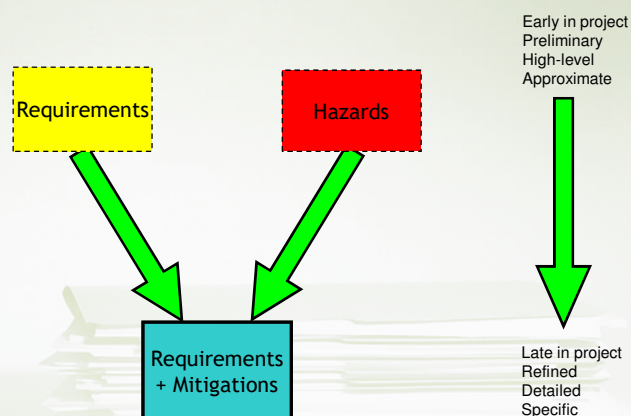 Early in project
Preliminary
High-level
Approximate
Requirements
Hazards
Requirements
+ Mitigations
Late in project
Refined
Detailed
Specific